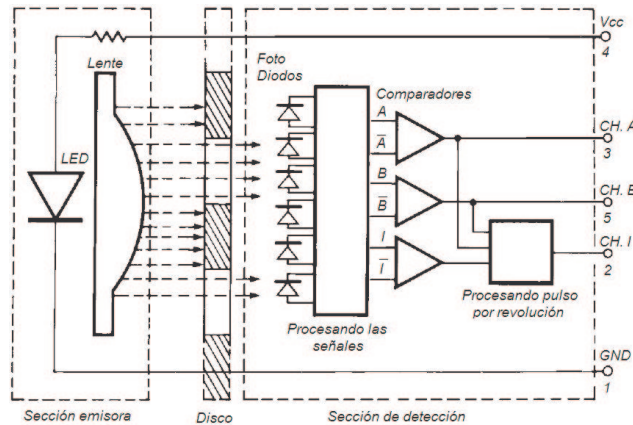 Vcc
4
Lente
Foto
Diodos
Comparadores
A
A̅
CH. A
3
LED
B
B̅
CH. B
5
I
I̅
CH. I
2
Procesando pulso
por revolución
Procesando las
señales
GND
1
Sección emisora
Disco
Sección de detección